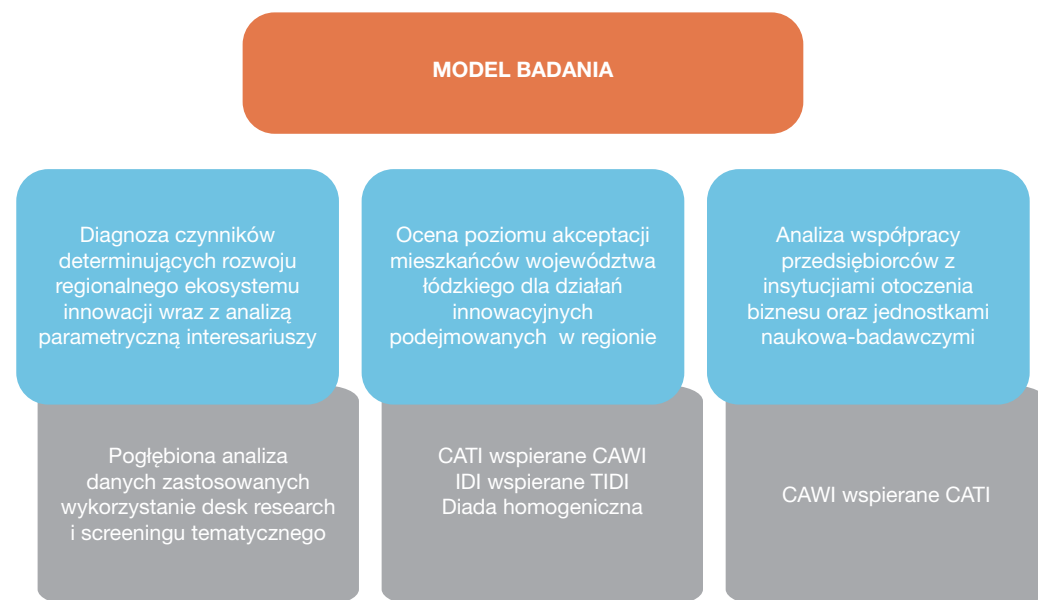 MODEL BADANIA
Diagnoza czynników
determinujących rozwoju
regionalnego ekosystemu
innowacji wraz z analizą
parametryczną interesariuszy
Ocena poziomu akceptacji
mieszkańców województwa
łódzkiego dla działań
innowacyjnych
podejmowanych w regionie
Analiza współpracy
przedsiębiorców z
insytucjiami otoczenia
biznesu oraz jednostkami
naukowa-badawczymi
Pogłębiona analiza
danych zastosowanych
wykorzystanie desk research
i screeningu tematycznego
CATI wspierane CAWI
IDI wspierane TIDI
Diada homogeniczna
CAWI wspierane CATI